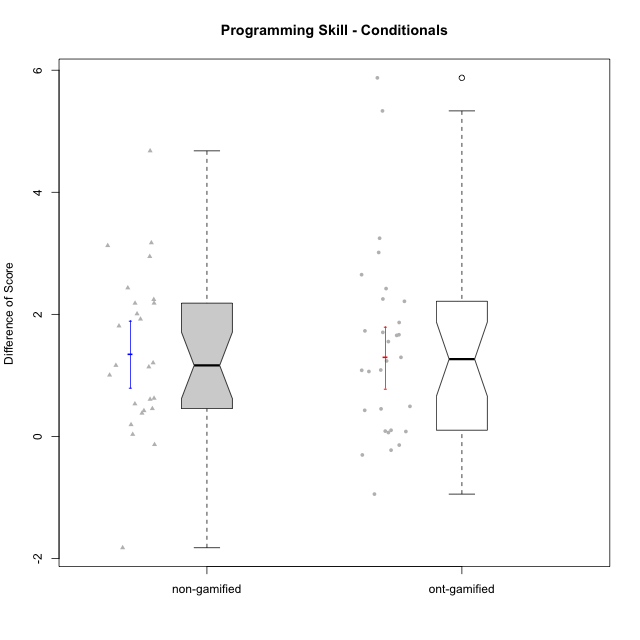 Programming Skill - Conditionals
Difference of Score
6
4
2
0
-2
non-gamified
ont-gamified